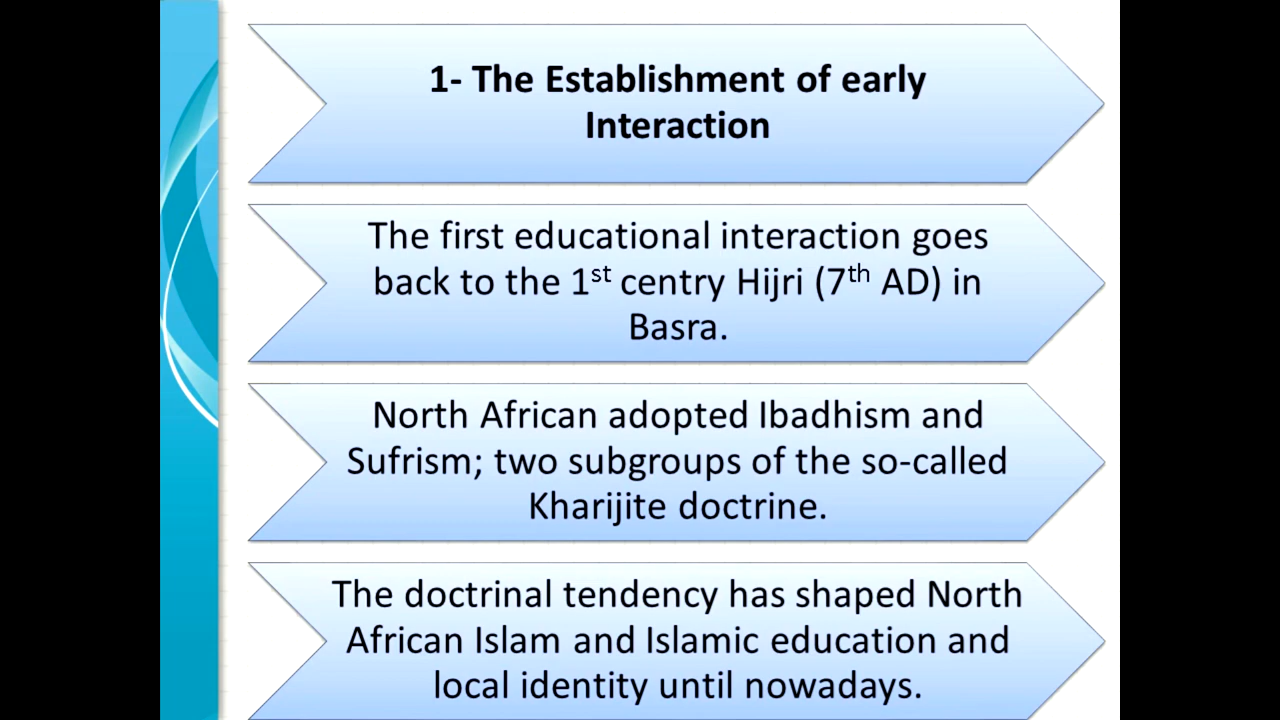 1- The Establishment of early
Interaction
The first educational interaction goes
back to the 1st centry Hijri (7th AD) in
Basra.
North African adopted Ibadhism and
Sufrism; two subgroups of the so-called
Kharijite doctrine.
The doctrinal tendency has shaped North
African Islam and Islamic education and
local identity until nowadays.